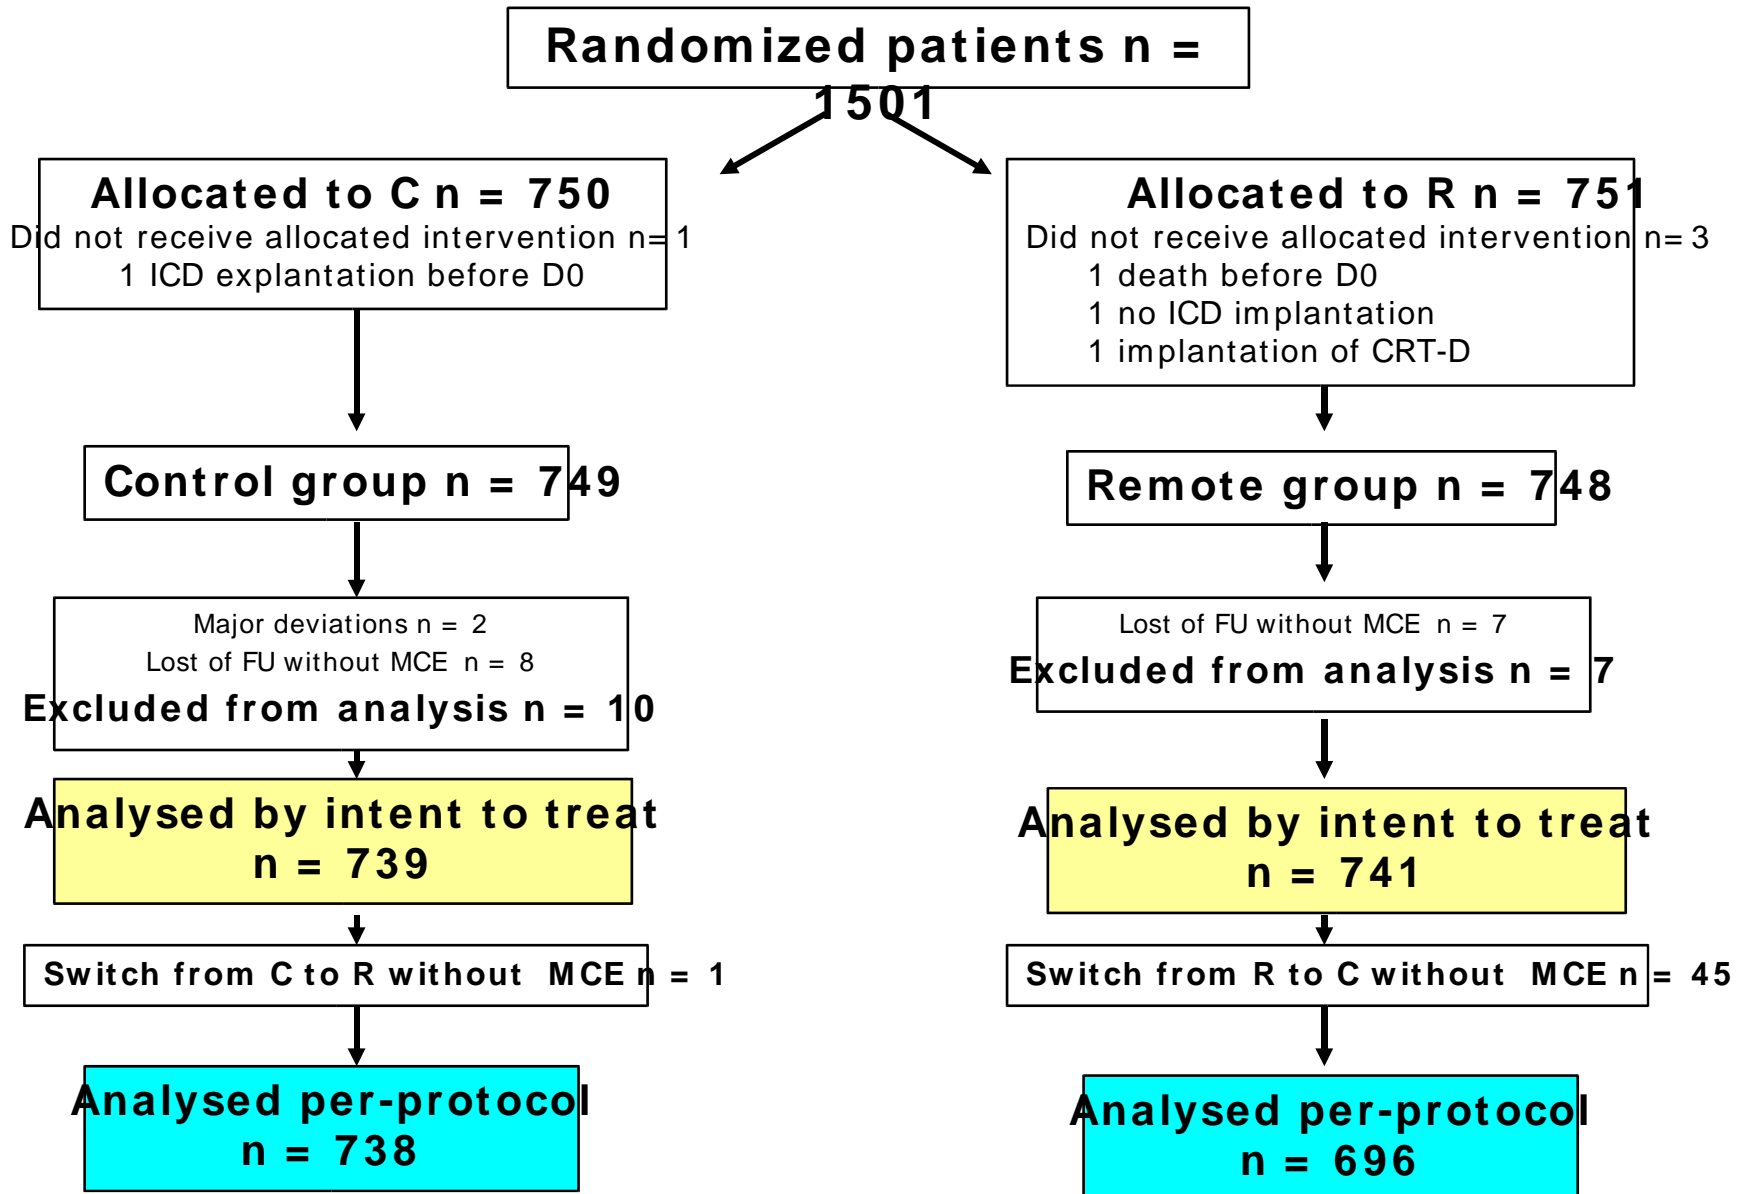 Randomized patients n =
1501
Allocated to C n = 750
Did not receive allocated intervention n= 1
1 ICD explantation before D0
Allocated to R n = 751
Did not receive allocated intervention n= 3
1 death before D0
1 no ICD implantation
1 implantation of CRT-D
Control group n = 749
Remote group n = 748
Major deviations n = 2
Lost of FU without MCE n = 8
Excluded from analysis n = 10
Lost of FU without MCE n = 7
Excluded from analysis n = 7
Analysed by intent to treat
n = 739
Analysed by intent to treat
n = 741
Switch from C to R without MCE n = 1
Switch from R to C without MCE n = 45
Analysed per-protocol
n = 738
Analysed per-protocol
n = 696